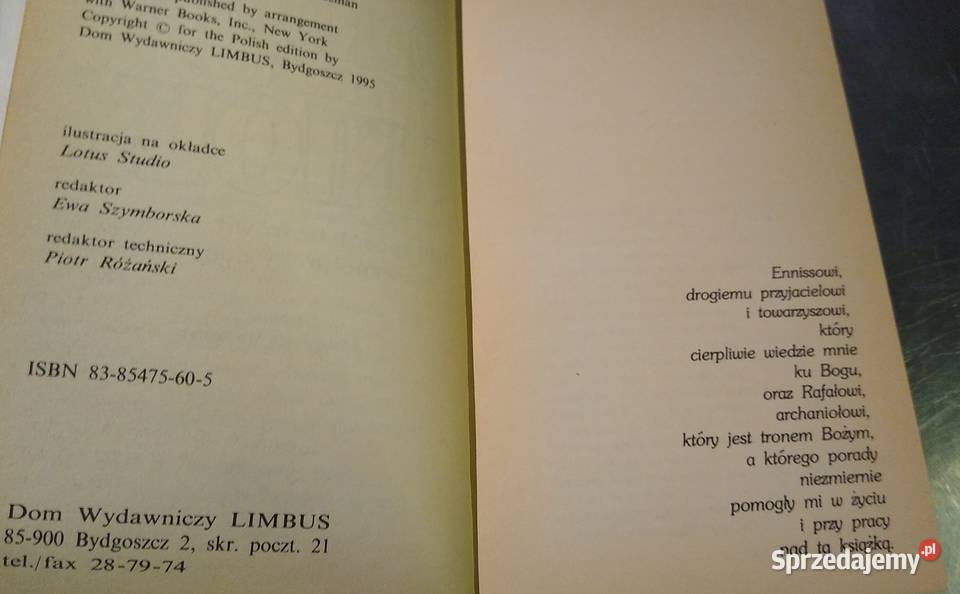 published by arrangement
with Warner Books, Inc., New York
Copyright © for the Polish edition by
Dom Wydawniczy LIMBUS, Bydgoszcz 1995
ilustracja na okładce
Lotus Studio
redaktor
Ewa Szymborska
redaktor techniczny
Piotr Różański
ISBN 83-85475-60-5
Dom Wydawniczy LIMBUS
85-900 Bydgoszcz 2, skr. poczt. 21
tel./fax 28-79-74
Ennissowi,
drogiemu przyjacielowi
i towarzyszowi,
który
cierpliwie wiedzie mnie
ku Bogu,
oraz Rafałowi,
archaniołowi,
który jest tronem Bożym,
a którego porady
niezmiernie
pomogły mi w życiu
i przy pracy
nad tą książką.
Sprzedajemy.pl